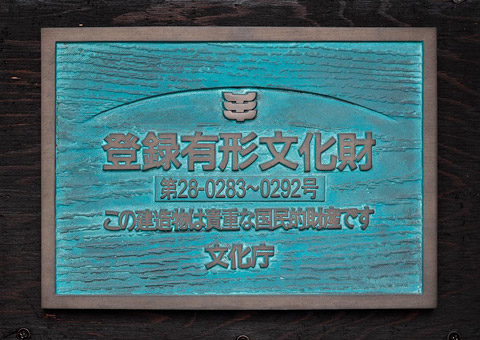 登録有形文化財
第28-0283~0292号
この建造物は貴重な国民的財産です
文化庁